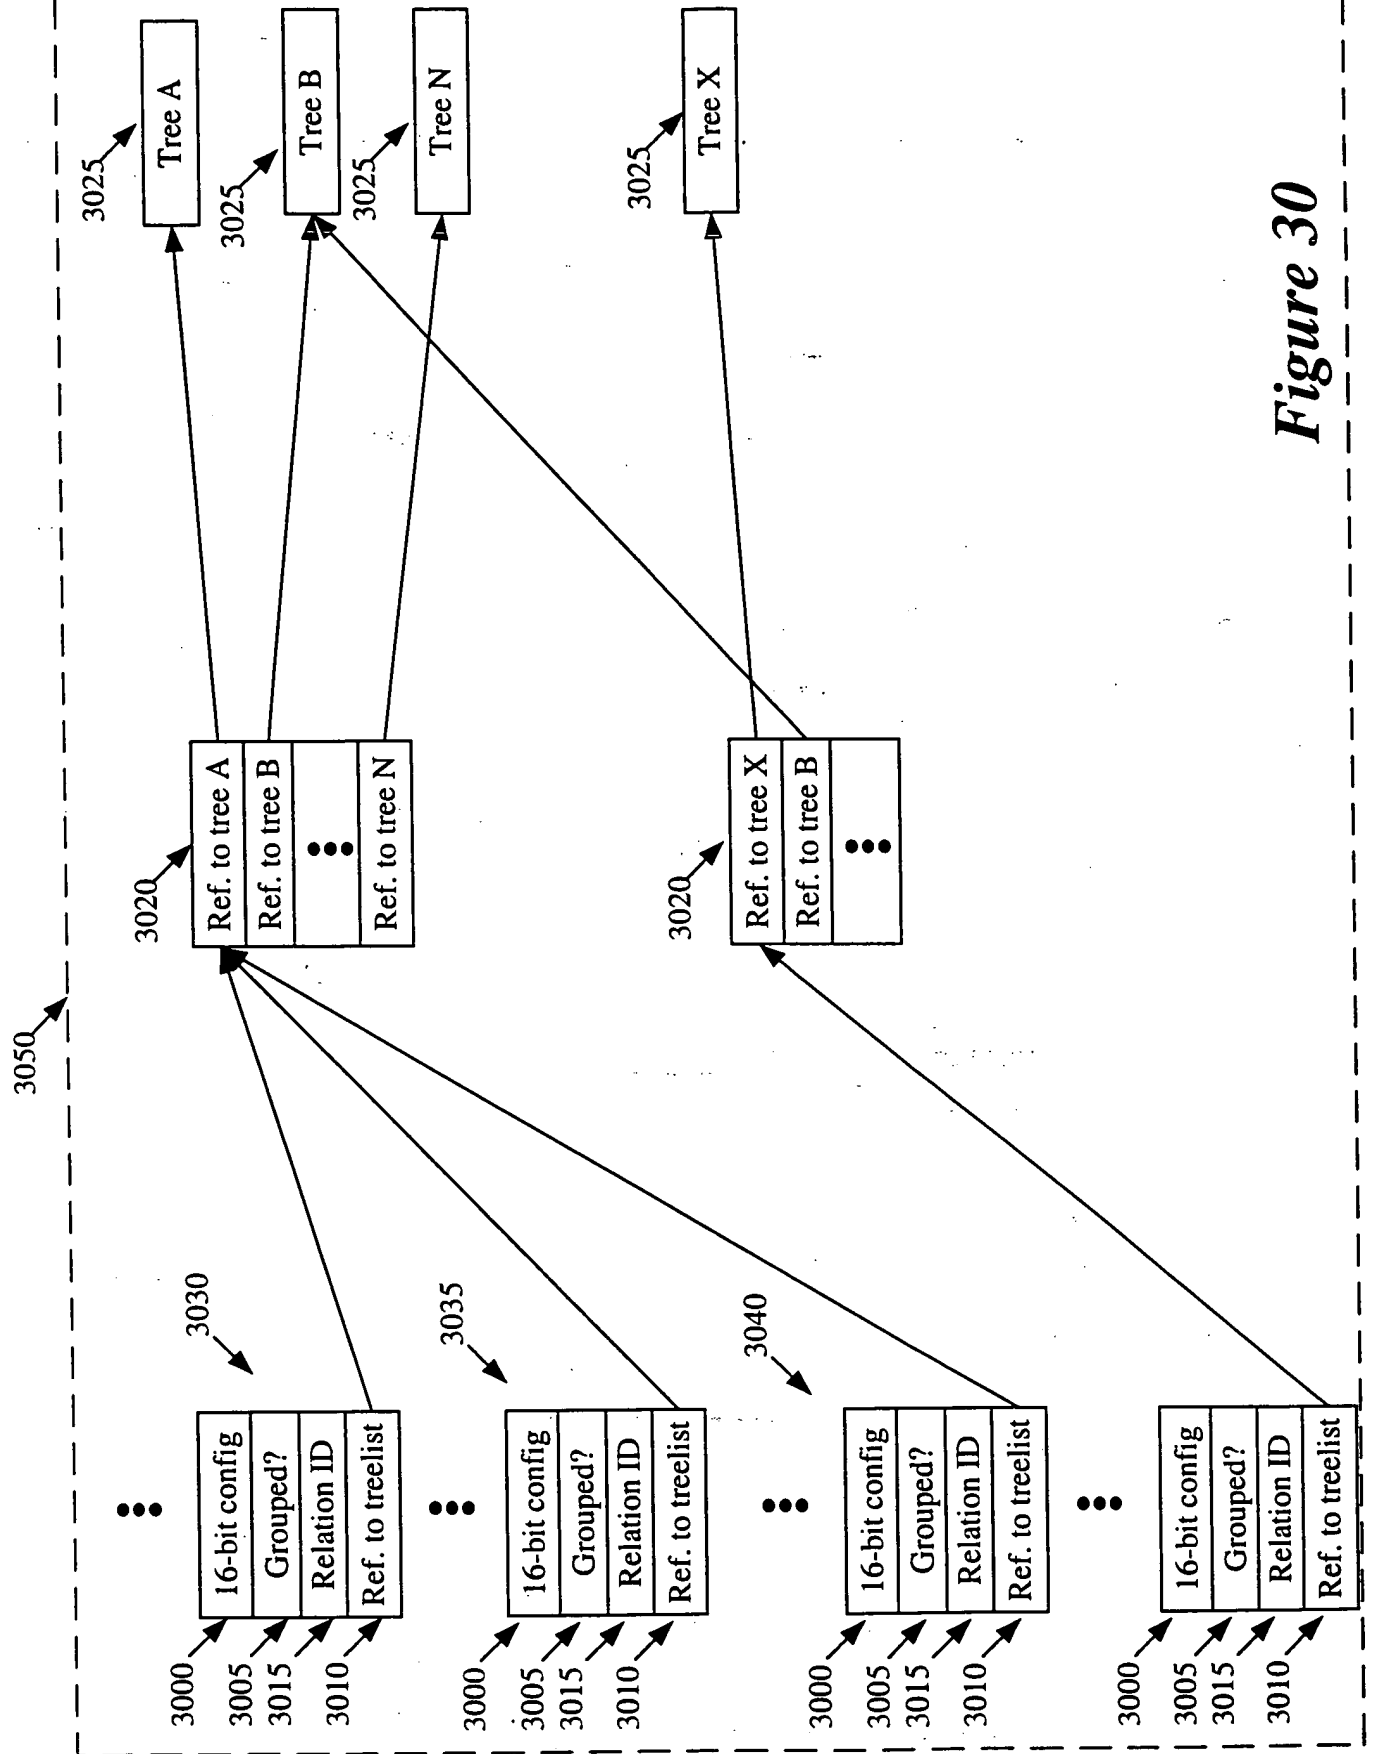 3050
3030
3000
16-bit config
3005
Grouped?
3015
Relation ID
3010
Ref. to treelist
3035
3000
16-bit config
3005
Grouped?
3015
Relation ID
3010
Ref. to treelist
3040
3000
16-bit config
3005
Grouped?
3015
Relation ID
3010
Ref. to treelist
3000
16-bit config
3005
Grouped?
3015
Relation ID
3010
Ref. to treelist
3020
Ref. to tree A
Ref. to tree B
Ref. to tree N
3020
Ref. to tree X
Ref. to tree B
3025
Tree A
3025
Tree B
3025
Tree N
3025
Tree X
Figure 30